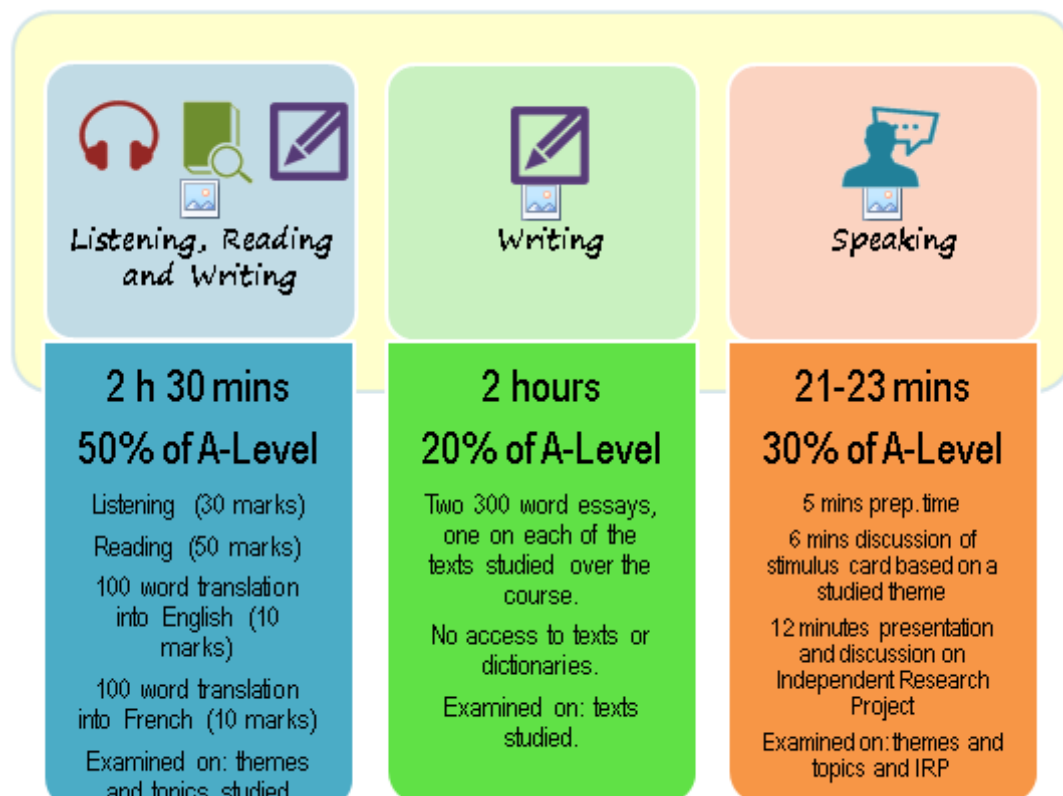 Listening, Reading
and Writing
2 h 30 mins
50% of A-Level
Listening (30 marks)
Reading (50 marks)
100 word translation
into English (10
marks)
100 word translation
into French (10 marks)
Examined on: themes
and topics studied
Writing
2 hours
20% of A-Level
Two 300 word essays,
one on each of the
texts studied over the
course.
No access to texts or
dictionaries.
Examined on: texts
studied.
Speaking
21-23 mins
30% of A-Level
5 mins prep. time
6 mins discussion of
stimulus card based on a
studied theme
12 minutes presentation
and discussion on
Independent Research
Project
Examined on: themes and
topics and IRP